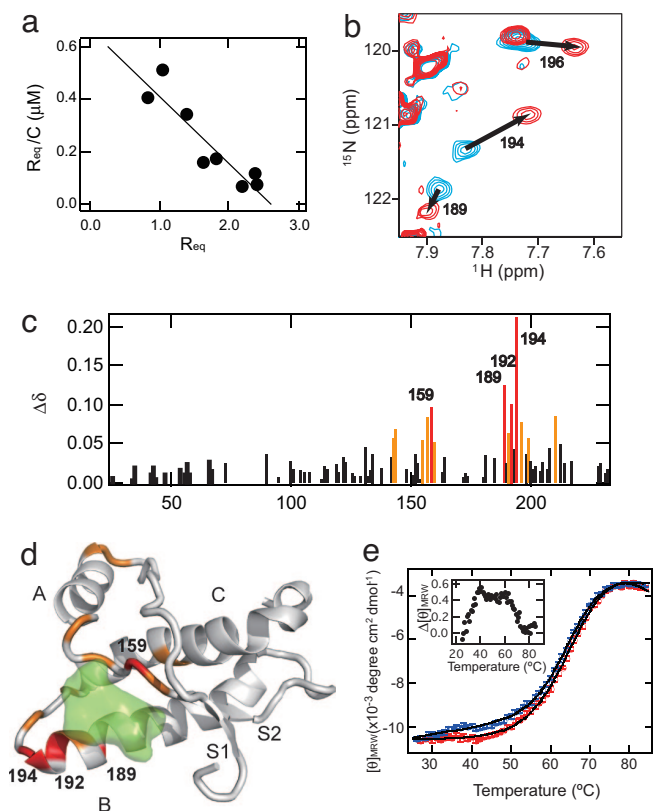 a
Req/C (μM)
0.6
0.4
0.2
0.0
0.0 1.0 2.0 3.0
Req
b
15N (ppm)
120
121
122
196
194
189
7.9 7.8 7.7 7.6
1H (ppm)
c
Δδ
0.20
0.15
0.10
0.05
0.00
159
189
192
194
50 100 150 200
d
A
C
159
S2
S1
194
192
189
B
e
[θ]MRW(x10-3 degree cm2 dmol-1)
-4
-6
-8
-10
Δ[θ]MRW
0.6
0.4
0.2
0.0
20 40 60 80
Temperature (ºC)
30 40 50 60 70 80
Temperature (ºC)